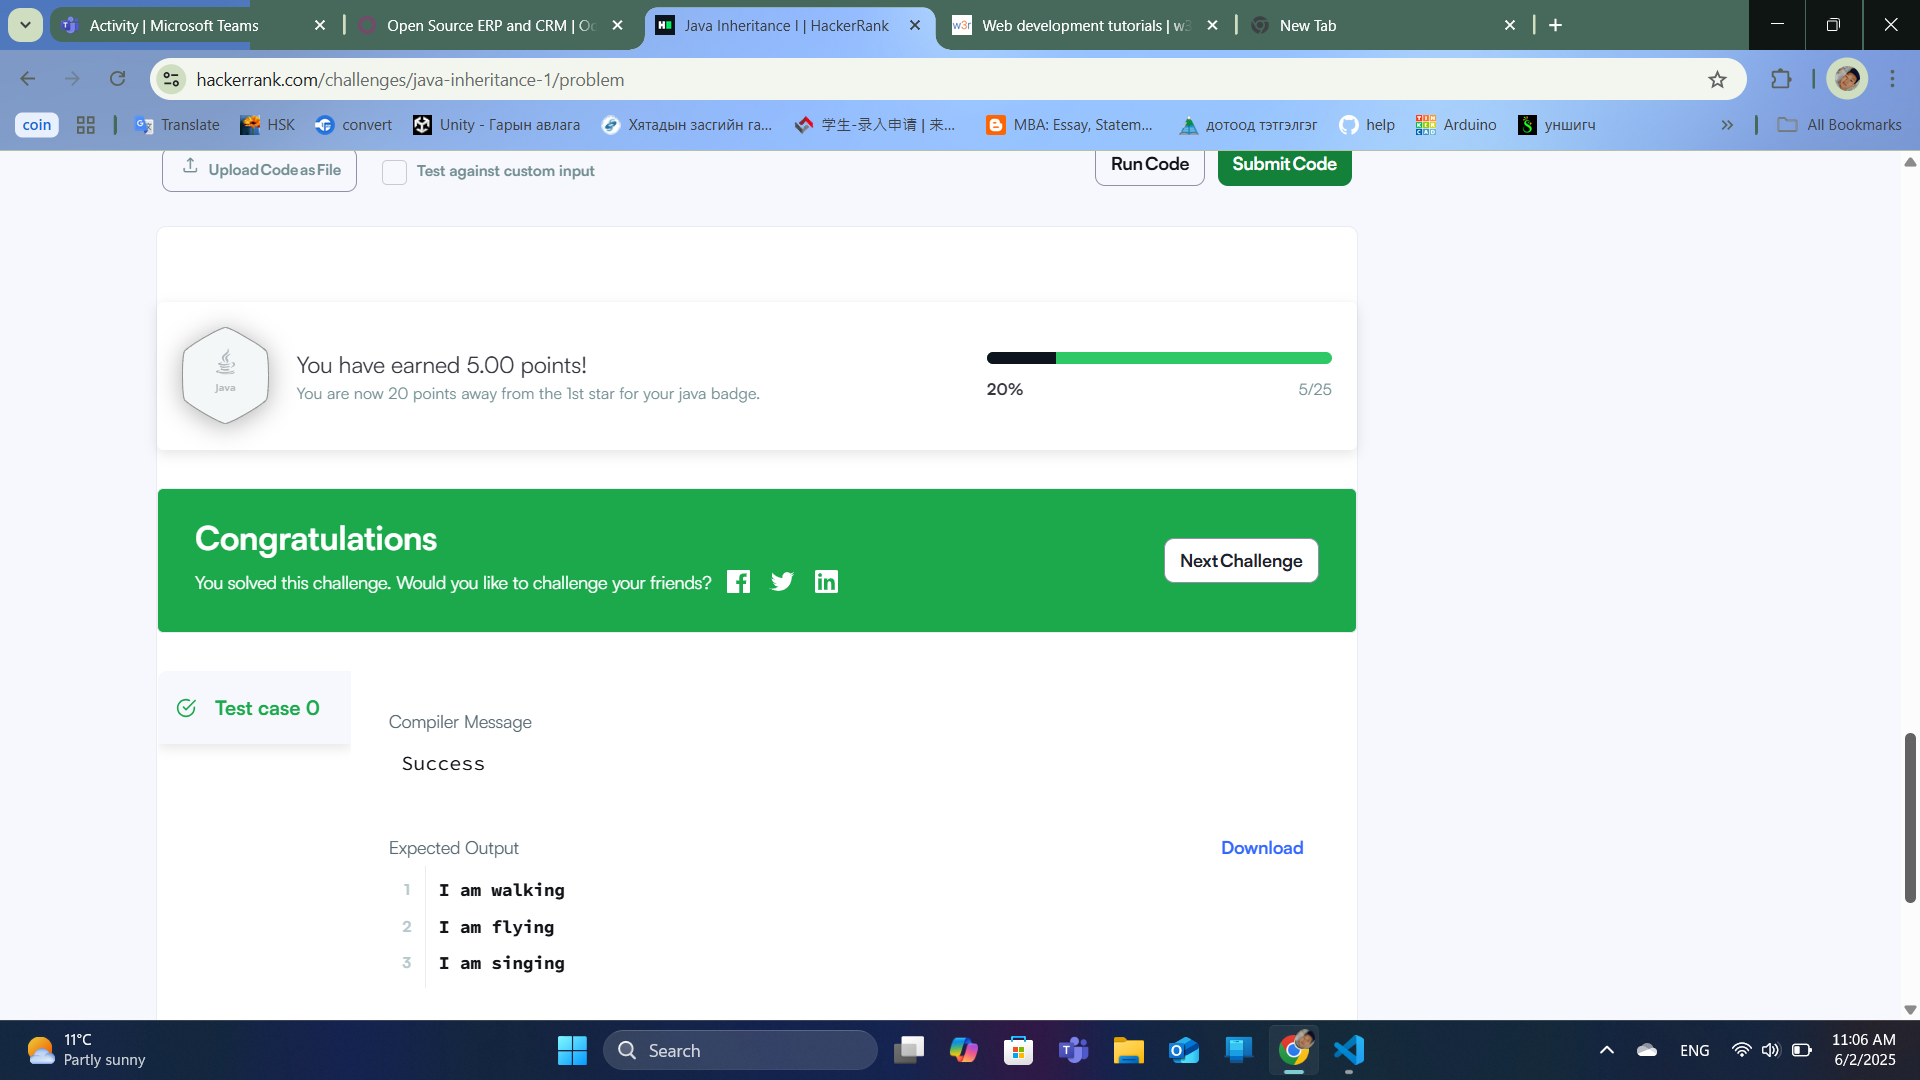 Activity | Microsoft Teams
Open Source ERP and CRM | Oc
Java Inheritance I | HackerRank
w3r Web development tutorials | w3
New Tab
hackerrank.com/challenges/java-inheritance-1/problem
coin
Translate
HSK
convert
Unity - Гарын авлага
Хятадын засгийн га...
学生-录入申请 | 来...
MBA: Essay, Statem...
дотоод тэтгэлгэг
help
Arduino
уншигч
All Bookmarks
Upload Code as File
Test against custom input
Run Code
Submit Code
Java
You have earned 5.00 points!
You are now 20 points away from the 1st star for your java badge.
20%
5/25
Congratulations
You solved this challenge. Would you like to challenge your friends?
Next Challenge
Test case 0
Compiler Message
Success
Expected Output
Download
1 I am walking
2 I am flying
3 I am singing
11°C
Partly sunny
Search
ENG
11:06 AM
6/2/2025